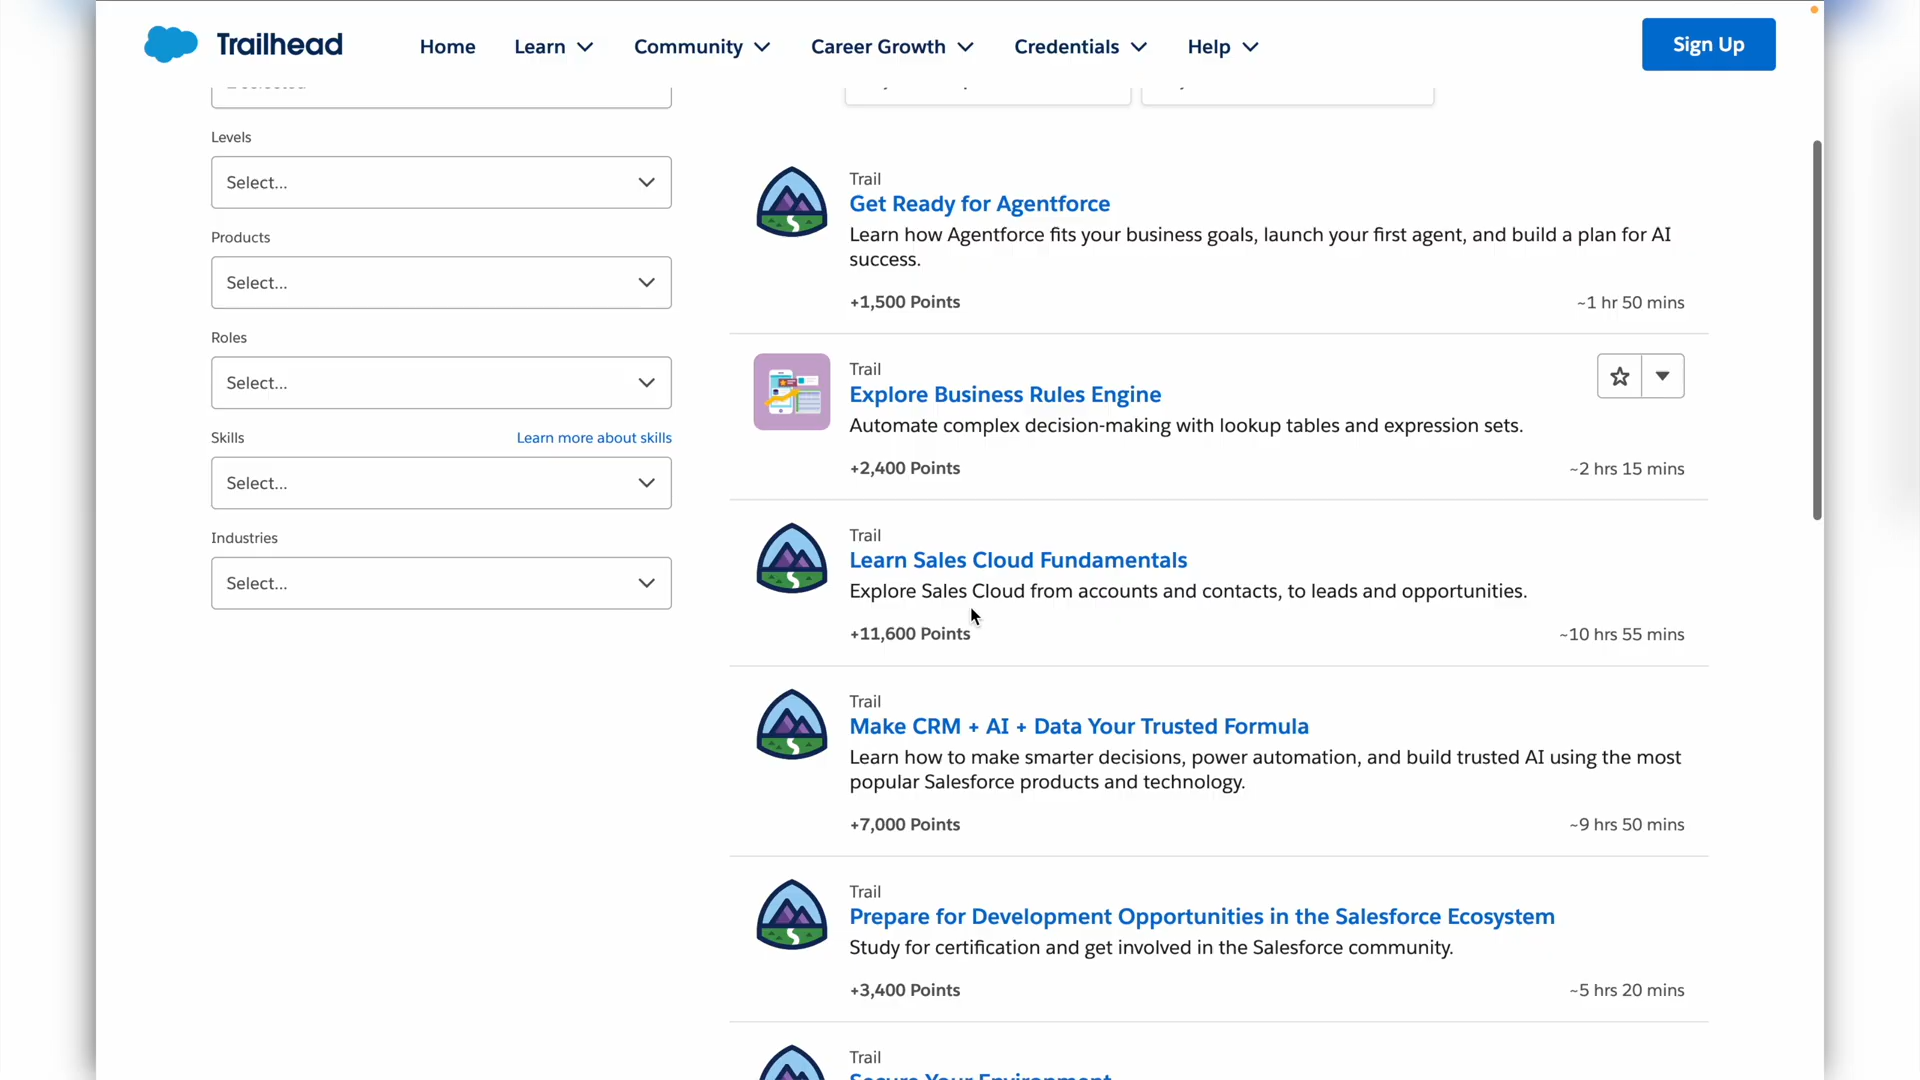 Trailhead
Home
Learn
Community
Career Growth
Credentials
Help
Sign Up
Levels
Select...
Products
Select...
Roles
Select...
Skills
Learn more about skills
Select...
Industries
Select...
Trail
Get Ready for Agentforce
Learn how Agentforce fits your business goals, launch your first agent, and build a plan for AI
success.
+1,500 Points
~1 hr 50 mins
Trail
Explore Business Rules Engine
Automate complex decision-making with lookup tables and expression sets.
+2,400 Points
~2 hrs 15 mins
Trail
Learn Sales Cloud Fundamentals
Explore Sales Cloud from accounts and contacts, to leads and opportunities.
+11,600 Points
~10 hrs 55 mins
Trail
Make CRM + AI + Data Your Trusted Formula
Learn how to make smarter decisions, power automation, and build trusted AI using the most
popular Salesforce products and technology.
+7,000 Points
~9 hrs 50 mins
Trail
Prepare for Development Opportunities in the Salesforce Ecosystem
Study for certification and get involved in the Salesforce community.
+3,400 Points
~5 hrs 20 mins
Trail
Secure Your Environment